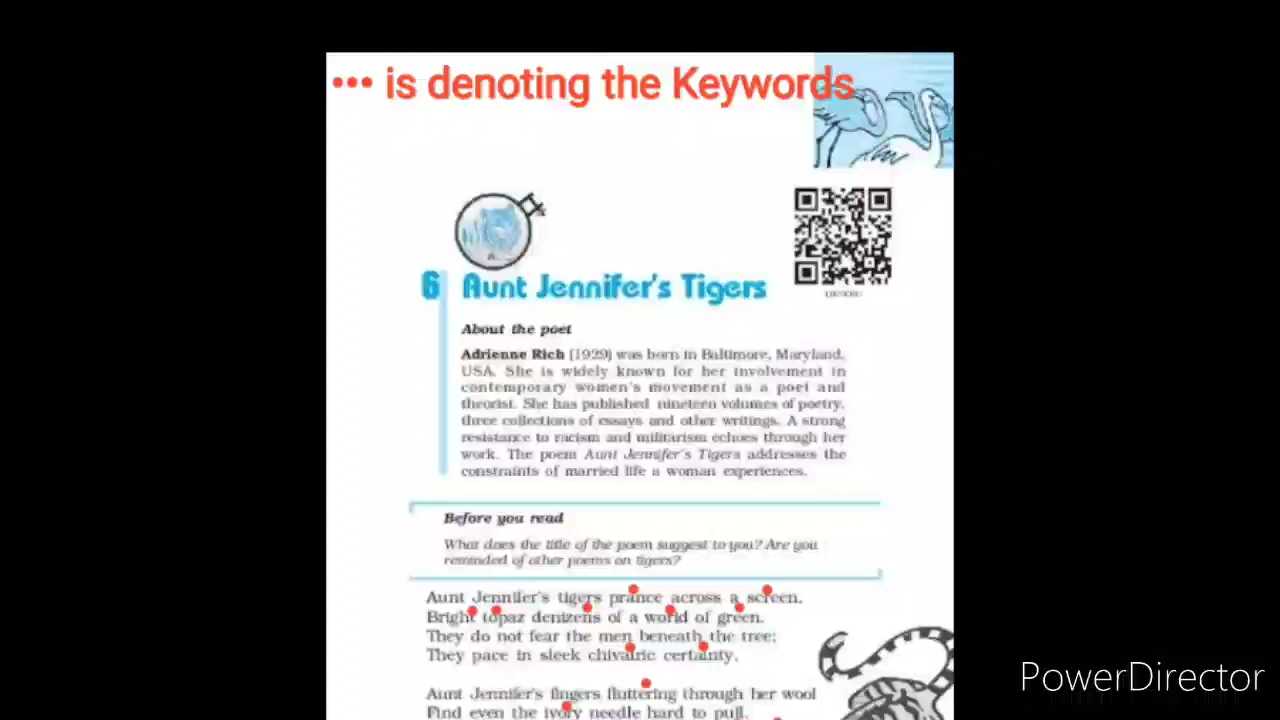 ••• is denoting the Keywords
6 Aunt Jennifer's Tigers
About the poet
Adrienne Rich (1929) was born in Baltimore, Maryland,
USA. She is widely known for her involvement in
contemporary women's movement as a poet and
theorist. She has published nineteen volumes of poetry,
three collections of essays and other writings. A strong
resistance to racism and militarism echoes through her
work. The poem Aunt Jennifer's Tigers addresses the
constraints of married life a woman experiences.
Before you read
What does the title of the poem suggest to you? Are you
reminded of other poems on tigers?
Aunt Jennifer's tigers prance across a screen,
Bright topaz denizens of a world of green.
They do not fear the men beneath the tree;
They pace in sleek chivalric certainty.
Aunt Jennifer's fingers fluttering through her wool
Find even the ivory needle hard to pull.
PowerDirector